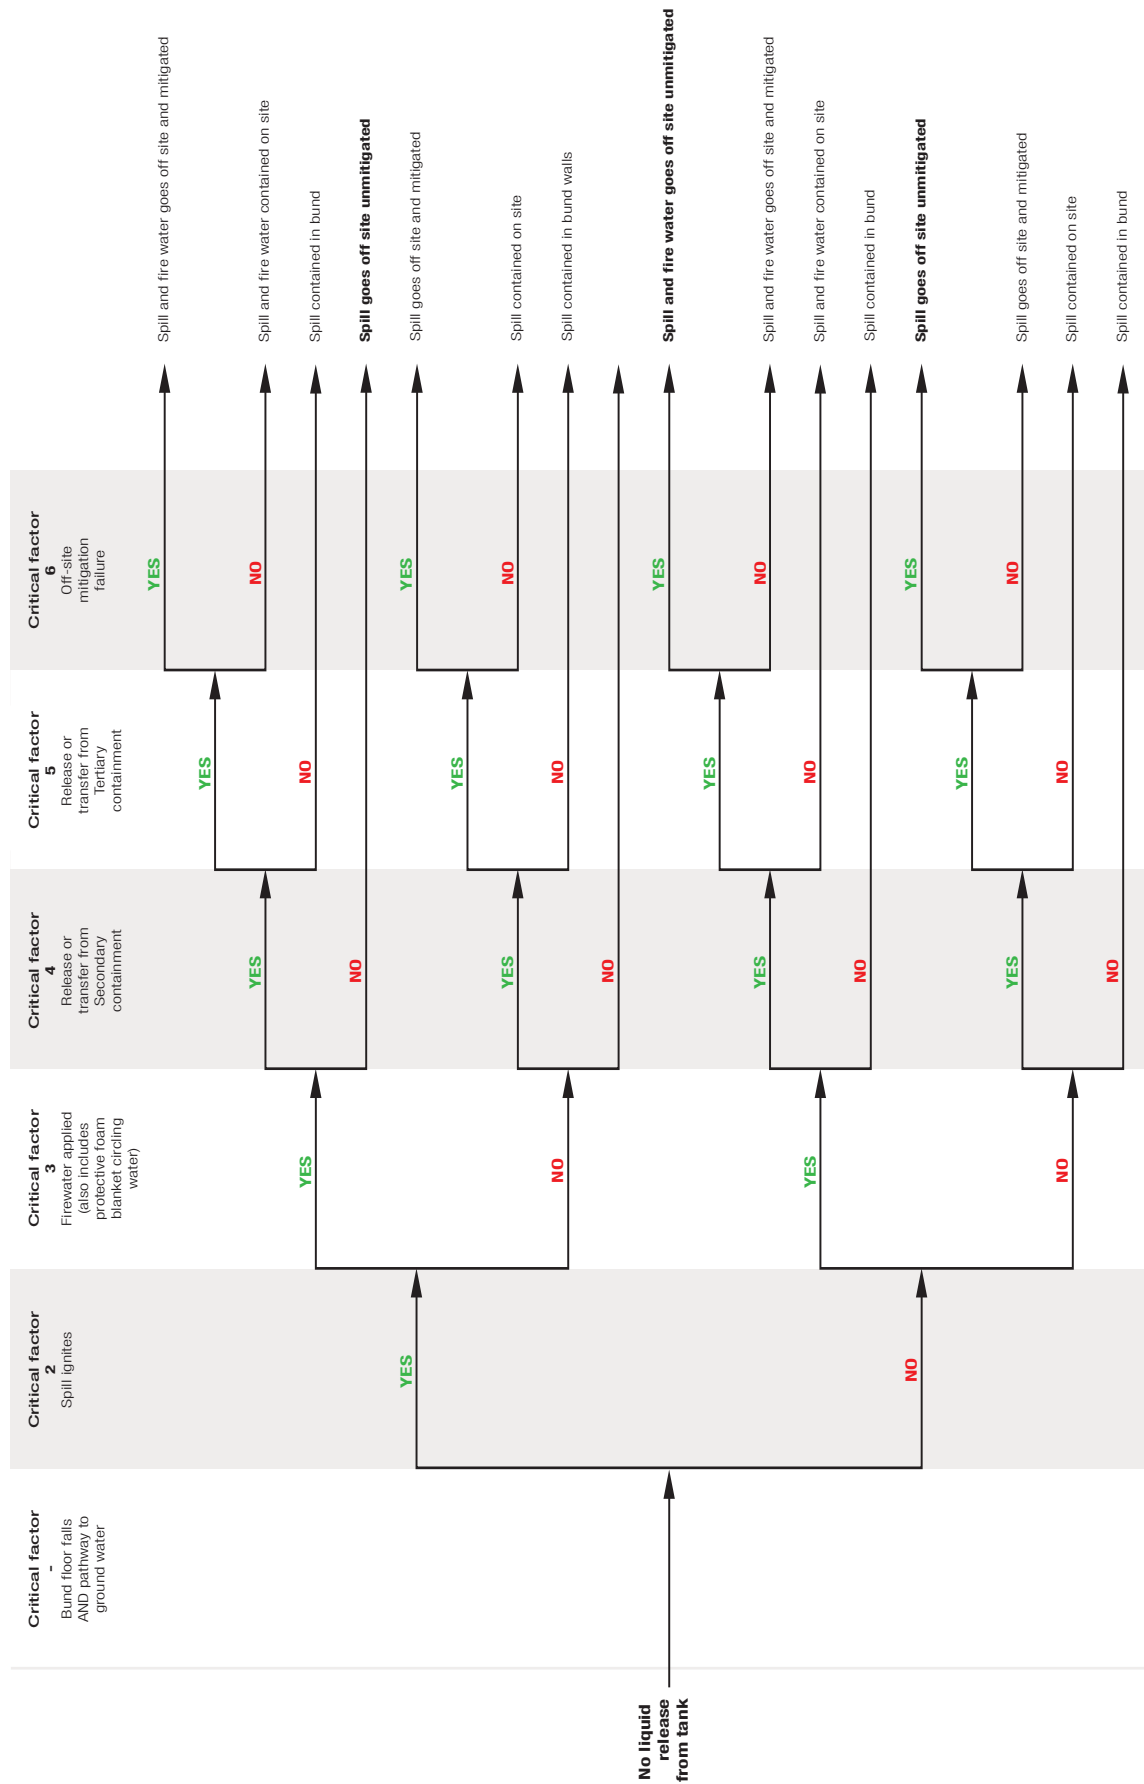 Critical factor
-
Bund floor falls
AND pathway to
ground water
Critical factor
2
Spill ignites
Critical factor
3
Firewater applied
(also includes
protective foam
blanket circling
water)
Critical factor
4
Release or
transfer from
Secondary
containment
Critical factor
5
Release or
transfer from
Tertiary
containment
Critical factor
6
Off-site
mitigation
failure
No liquid
release
from tank
YES
NO
YES
NO
YES
NO
YES
NO
YES
NO
YES
NO
YES
NO
YES
NO
YES
NO
YES
NO
YES
NO
YES
NO
YES
NO
YES
NO
YES
NO
Spill and fire water goes off site and mitigated
Spill and fire water contained on site
Spill contained in bund
Spill goes off site unmitigated
Spill goes off site and mitigated
Spill contained on site
Spill contained in bund walls
Spill and fire water goes off site unmitigated
Spill and fire water goes off site and mitigated
Spill and fire water contained on site
Spill contained in bund
Spill goes off site unmitigated
Spill goes off site and mitigated
Spill contained on site
Spill contained in bund